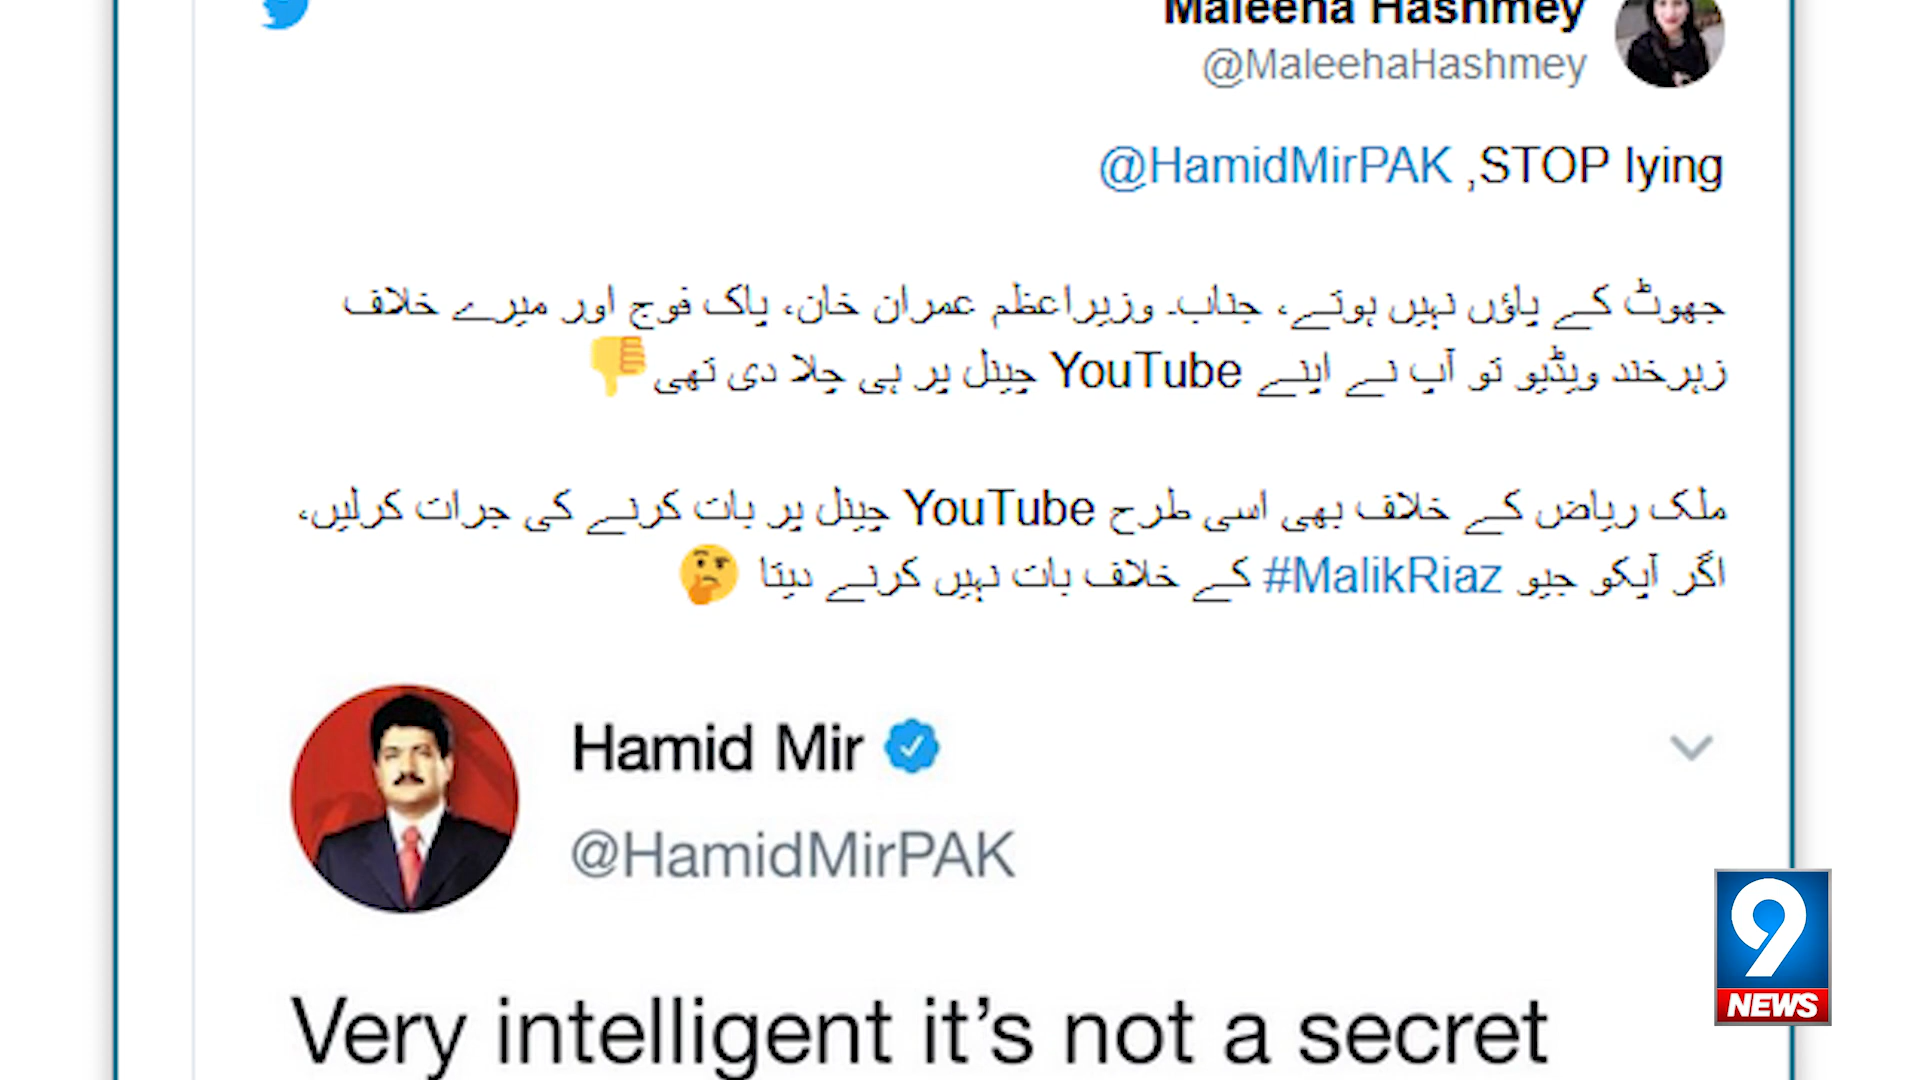 Maleeha Hashmey
@MaleehaHashmey
@HamidMirPAK ,STOP lying
جھوٹ کے پاؤں نہیں ہوتے، جناب۔ وزیراعظم عمران خان، پاک فوج اور میرے خلاف
زہرخند ویڈیو تو آپ نے اپنے YouTube چینل پر ہی چلا دی تھی👎
ملک ریاض کے خلاف بھی اسی طرح YouTube چینل پر بات کرنے کی جرات کرلیں،
اگر آپکو جیو #MalikRiaz کے خلاف بات نہیں کرنے دیتا 🤔
Hamid Mir
@HamidMirPAK
Very intelligent it’s not a secret
9
NEWS